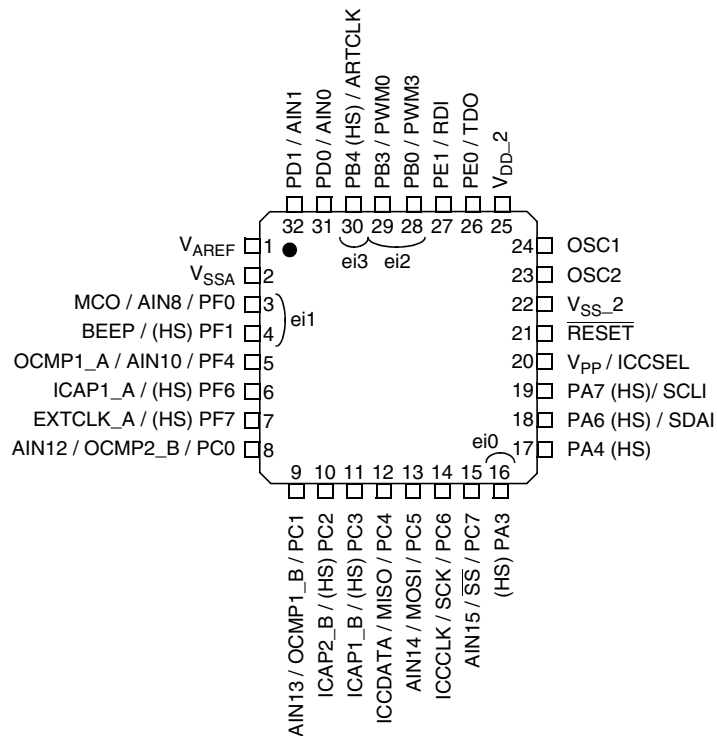 PD1 / AIN1
PD0 / AIN0
PB4 (HS) / ARTCLK
PB3 / PWM0
PB0 / PWM3
PE1 / RDI
PE0 / TDO
VDD_2
32 31 30 29 28 27 26 25
ei3 ei2
VAREF 1
VSSA 2
MCO / AIN8 / PF0 3
BEEP / (HS) PF1 4
ei1
OCMP1_A / AIN10 / PF4 5
ICAP1_A / (HS) PF6 6
EXTCLK_A / (HS) PF7 7
AIN12 / OCMP2_B / PC0 8
24 OSC1
23 OSC2
22 VSS_2
21 RESET
20 VPP / ICCSEL
19 PA7 (HS)/ SCLI
18 PA6 (HS) / SDAI
17 PA4 (HS)
ei0
9 10 11 12 13 14 15 16
AIN13 / OCMP1_B / PC1
ICAP2_B / (HS) PC2
ICAP1_B / (HS) PC3
ICCDATA / MISO / PC4
AIN14 / MOSI / PC5
ICCCLK / SCK / PC6
AIN15 / SS / PC7
(HS) PA3